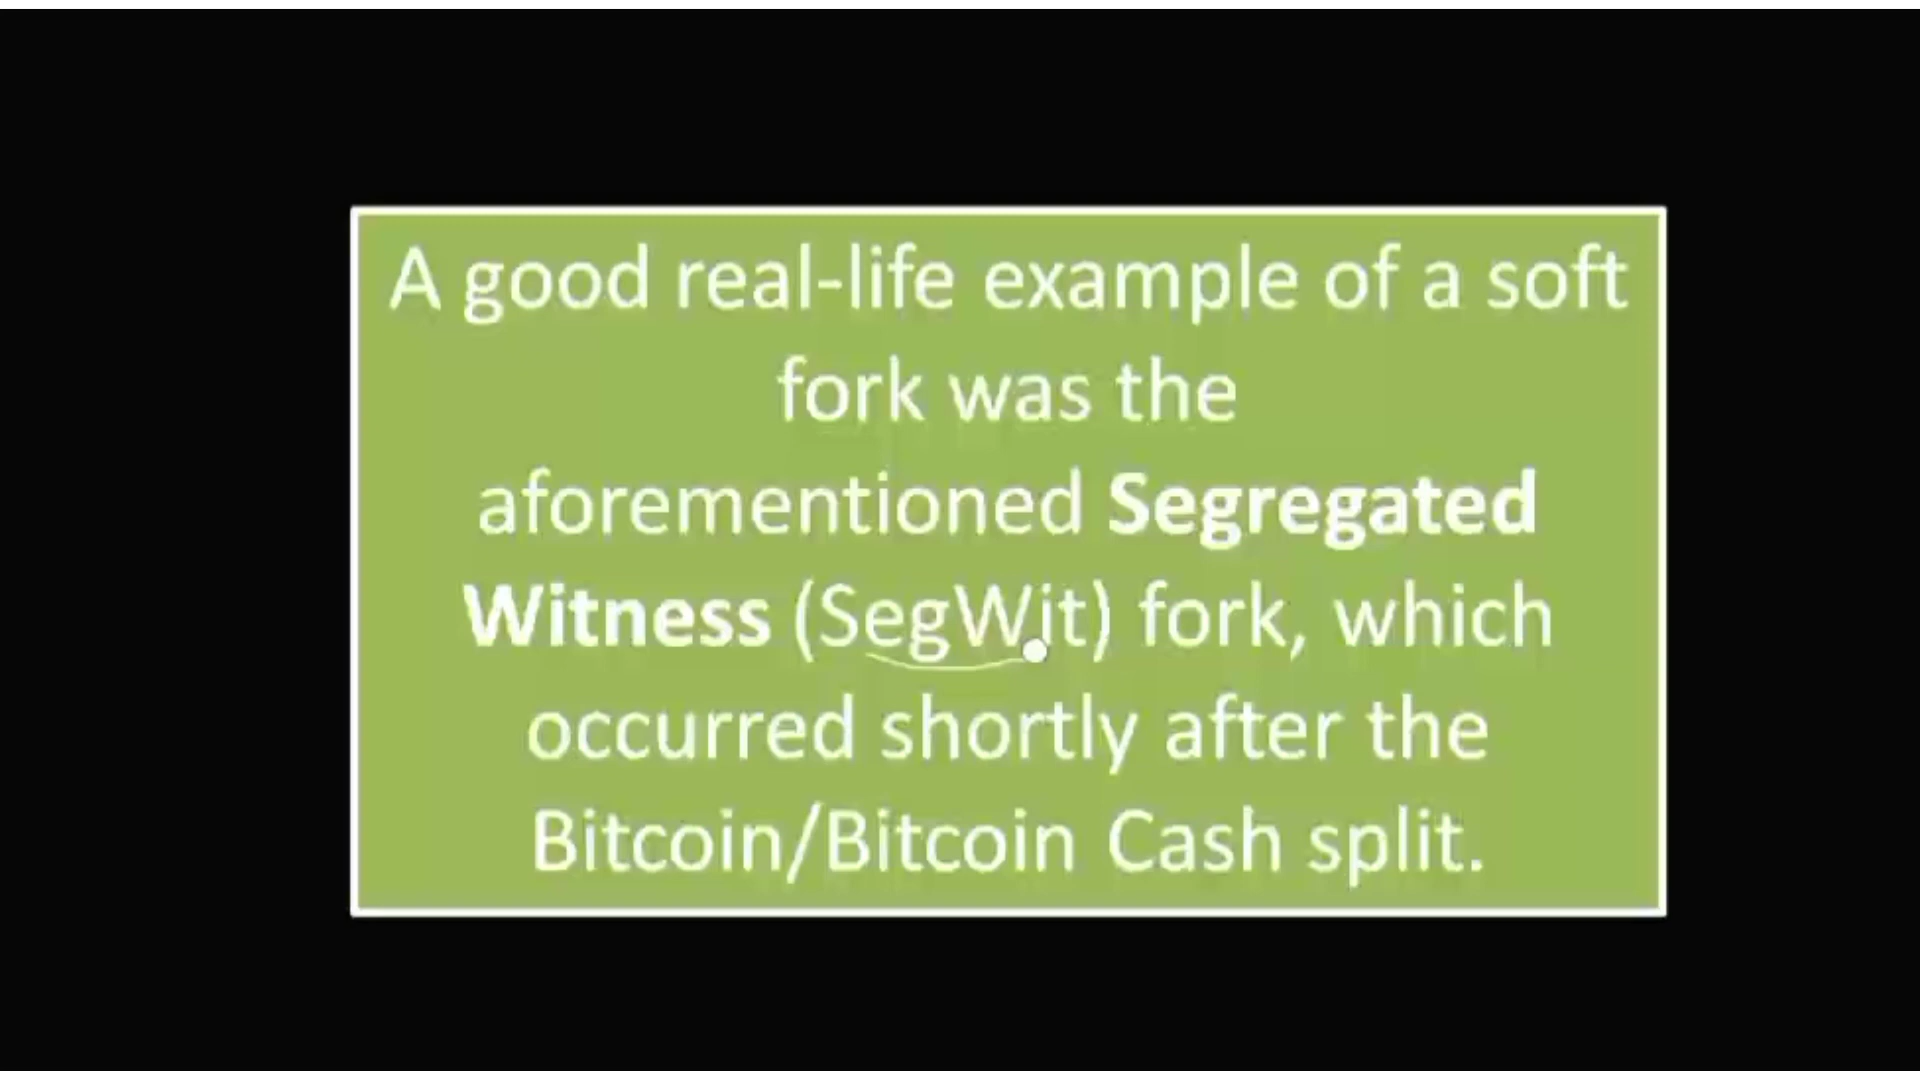 A good real-life example of a soft
fork was the
aforementioned Segregated
Witness (SegWit) fork, which
occurred shortly after the
Bitcoin/Bitcoin Cash split.